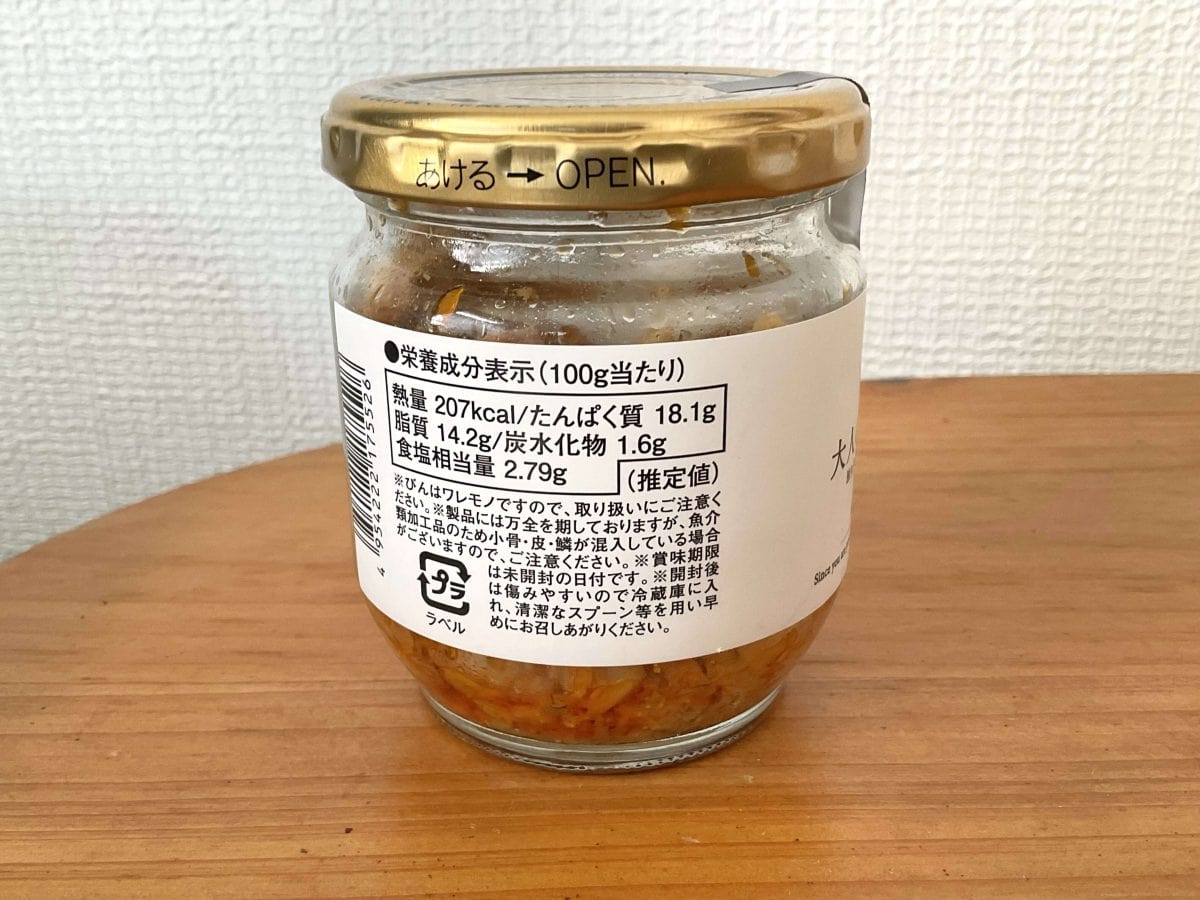 あける→OPEN.
●栄養成分表示(100g当たり)
熱量 207kcal/たんぱく質 18.1g
脂質 14.2g/炭水化物 1.6g
食塩相当量 2.79g
(推定値)
※びんはワレモノですので、取り扱いにご注意く
ださい。※製品には万全を期しておりますが、魚介
類加工品のため小骨・皮・鱗が混入している場合
がございますので、ご注意ください。※賞味期限
は未開封の日付です。※開封後
は傷みやすいので冷蔵庫に入
れ、清潔なスプーン等を用い早
めにお召しあがりください。
プラ
ラベル
4 954222 175526
大人
Since you